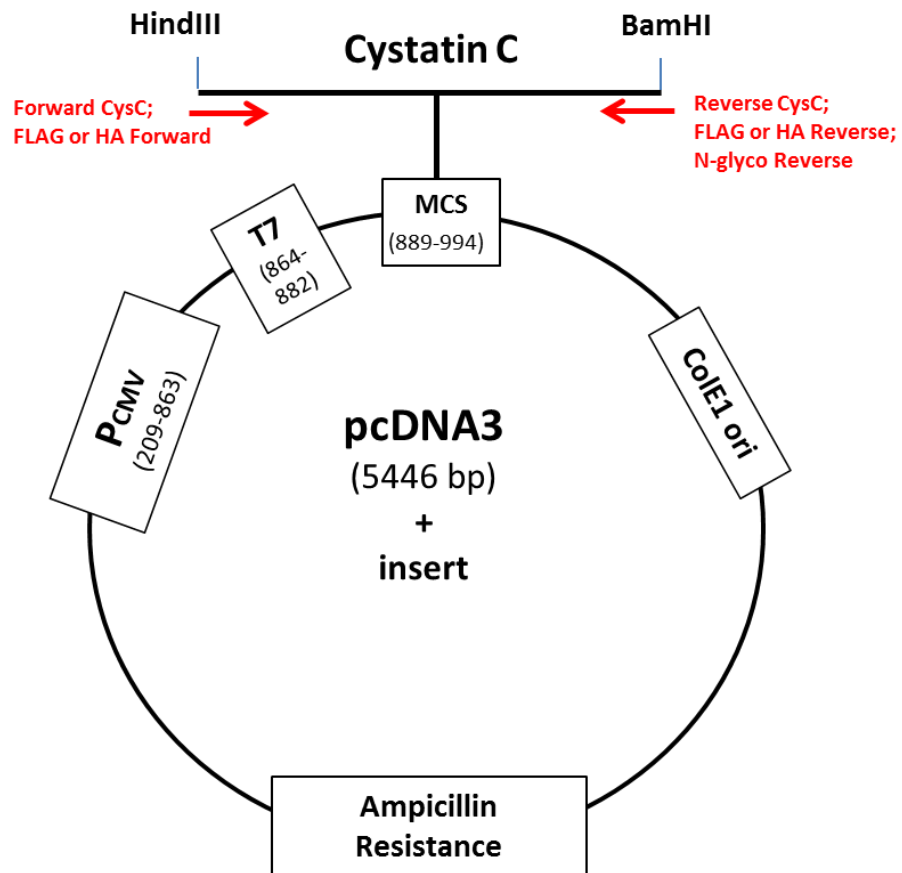 HindIII
Cystatin C
BamHI
Forward CysC;
FLAG or HA Forward
Reverse CysC;
FLAG or HA Reverse;
N-glyco Reverse
MCS
(889-994)
T7
(864-
882)
PCMV
(209-863)
ColE1 ori
pcDNA3
(5446 bp)
+
insert
Ampicillin
Resistance